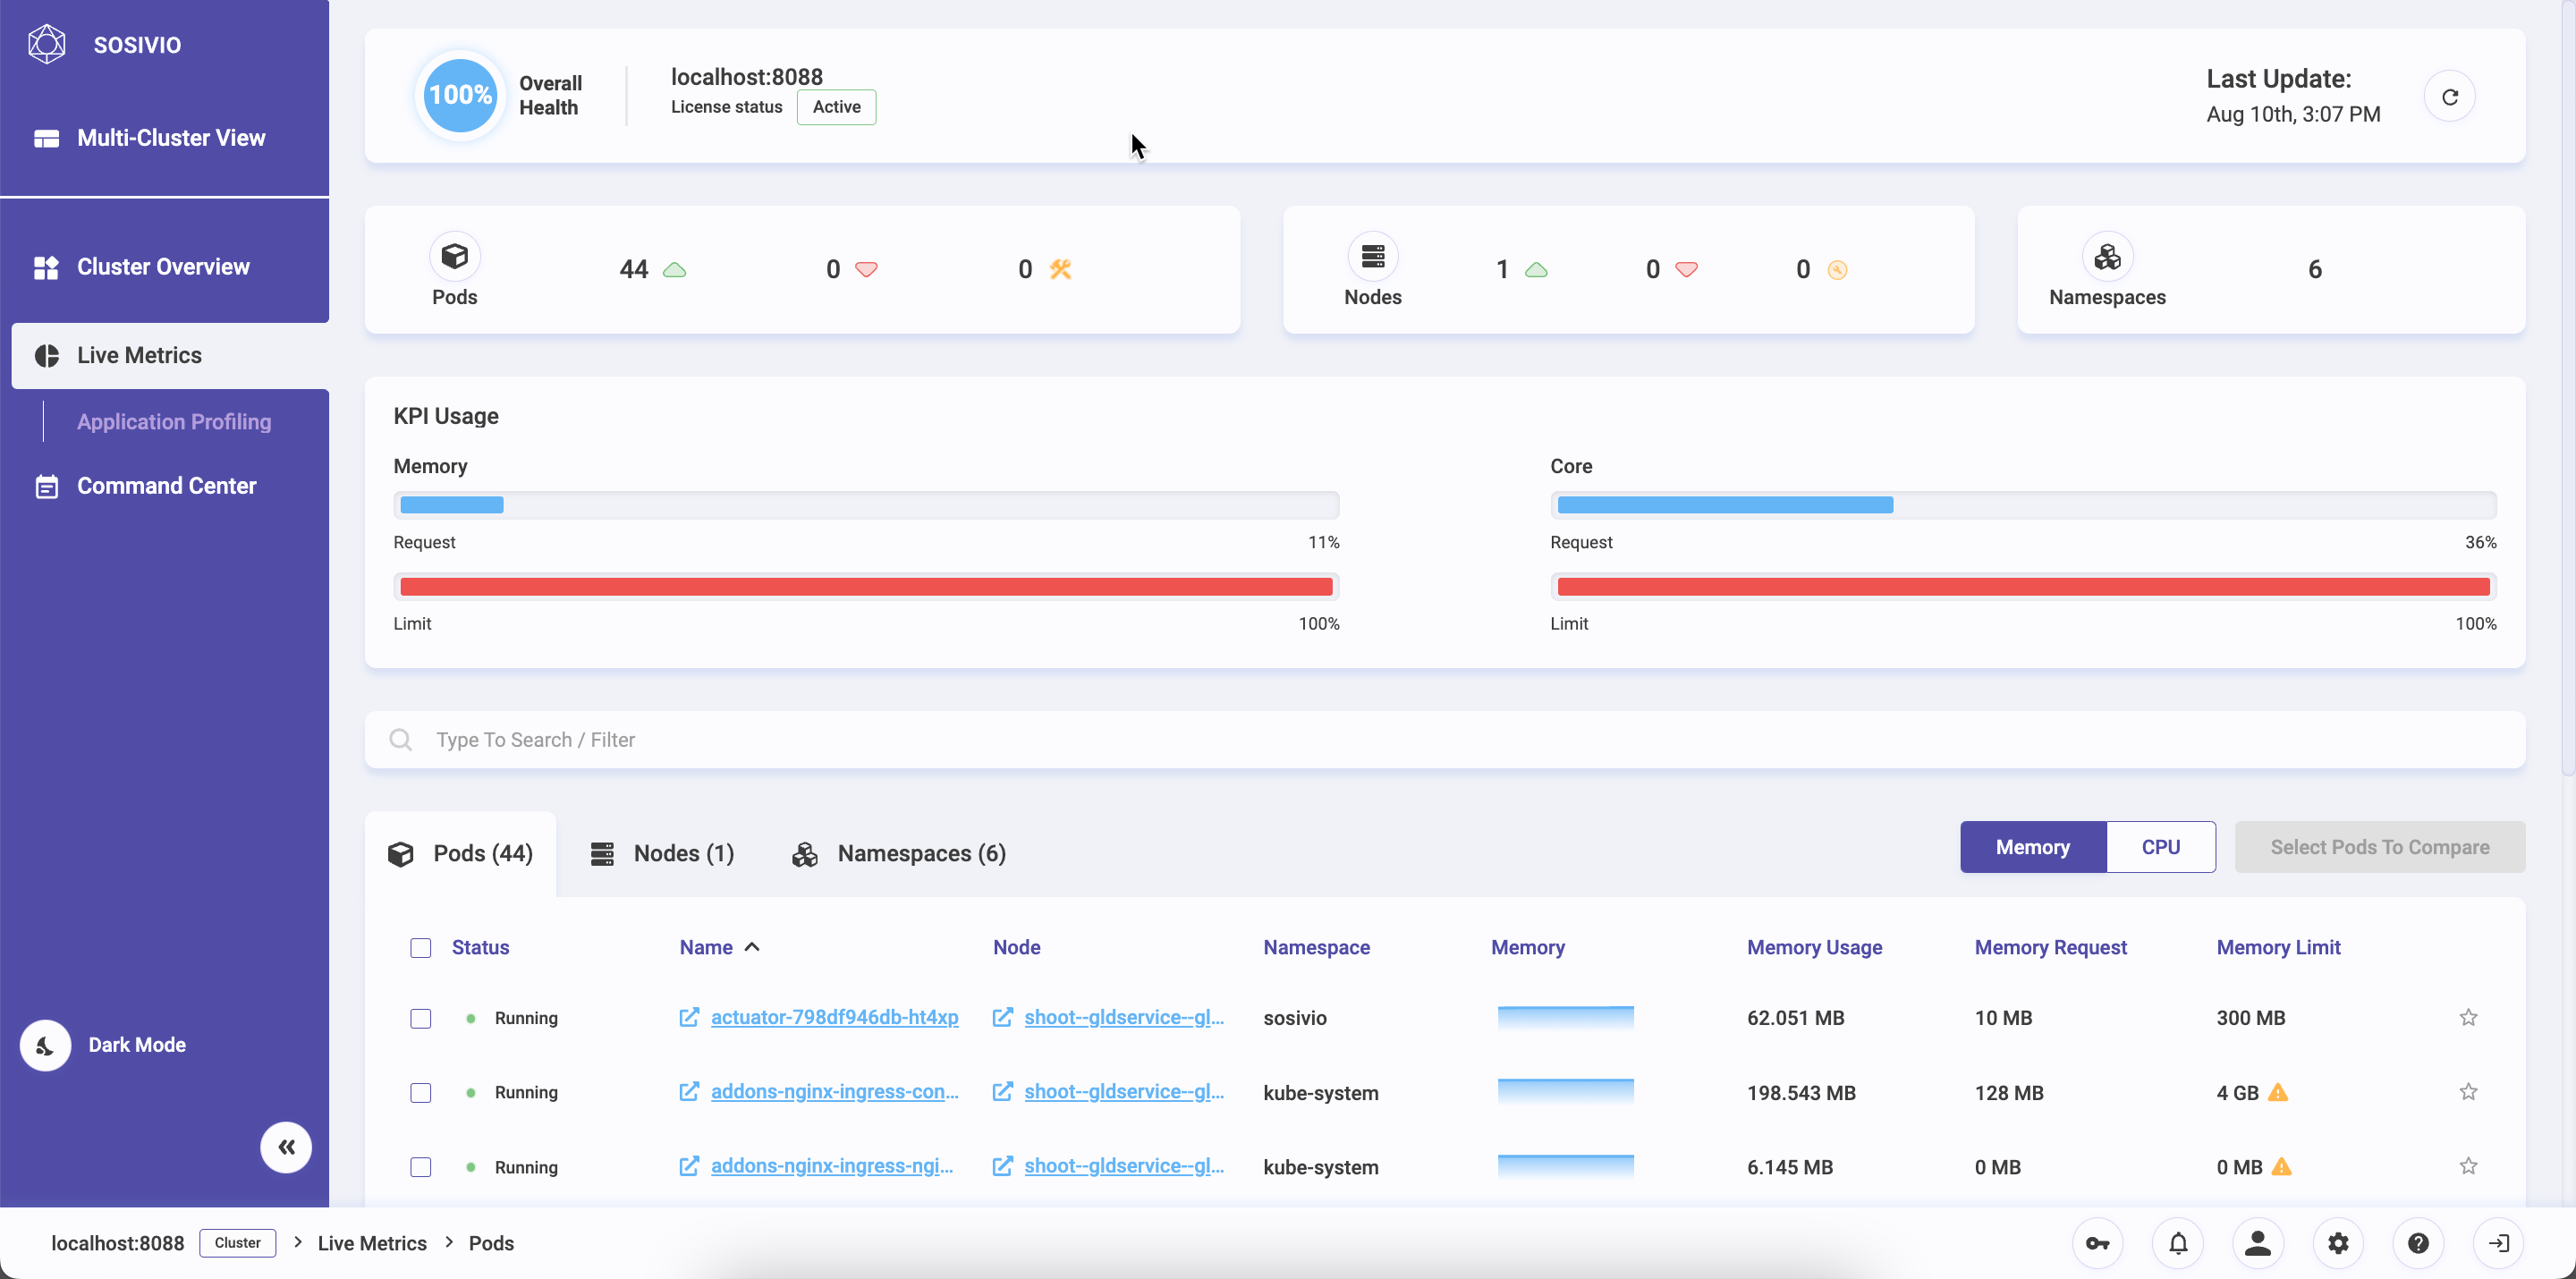 SOSIVIO
Multi-Cluster View
Cluster Overview
Live Metrics
Application Profiling
Command Center
Dark Mode
100%
Overall
Health
localhost:8088
License status Active
Last Update:
Aug 10th, 3:07 PM
Pods
44
0
0
Nodes
1
0
0
Namespaces
6
KPI Usage
Memory
Request 11%
Limit 100%
Core
Request 36%
Limit 100%
Type To Search / Filter
Pods (44) Nodes (1) Namespaces (6) Memory CPU Select Pods To Compare
Status Name Node Namespace Memory Memory Usage Memory Request Memory Limit
Running actuator-798df946db-ht4xp shoot--gldservice--gl... sosivio 62.051 MB 10 MB 300 MB
Running addons-nginx-ingress-con... shoot--gldservice--gl... kube-system 198.543 MB 128 MB 4 GB
Running addons-nginx-ingress-ngi... shoot--gldservice--gl... kube-system 6.145 MB 0 MB 0 MB
localhost:8088 Cluster > Live Metrics > Pods